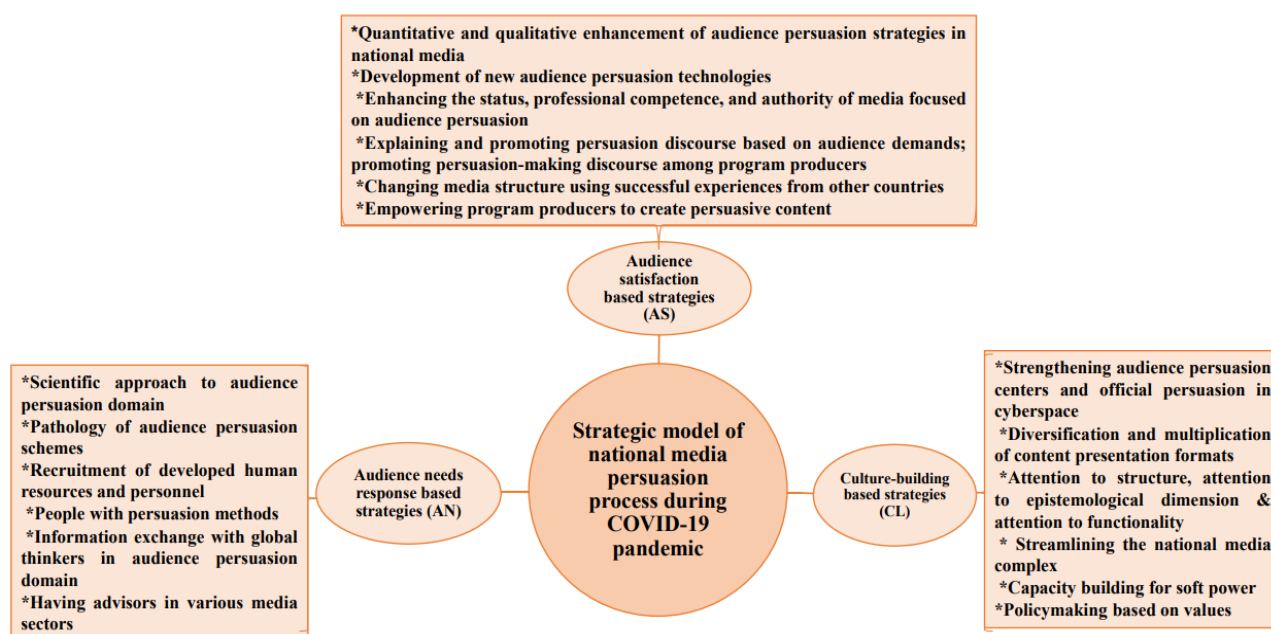 *Quantitative and qualitative enhancement of audience persuasion strategies in
national media
*Development of new audience persuasion technologies
*Enhancing the status, professional competence, and authority of media focused
on audience persuasion
*Explaining and promoting persuasion discourse based on audience demands;
promoting persuasion-making discourse among program producers
*Changing media structure using successful experiences from other countries
*Empowering program producers to create persuasive content
Audience
satisfaction
based strategies
(AS)
*Scientific approach to audience
persuasion domain
*Pathology of audience persuasion
schemes
*Recruitment of developed human
resources and personnel
*People with persuasion methods
*Information exchange with global
thinkers in audience persuasion
domain
*Having advisors in various media
sectors
Audience needs
response based
strategies (AN)
Strategic model of
national media
persuasion
process during
COVID-19
pandemic
Culture-building
based strategies
(CL)
*Strengthening audience persuasion
centers and official persuasion in
cyberspace
*Diversification and multiplication
of content presentation formats
*Attention to structure, attention
to epistemological dimension &
attention to functionality
* Streamlining the national media
complex
*Capacity building for soft power
*Policymaking based on values